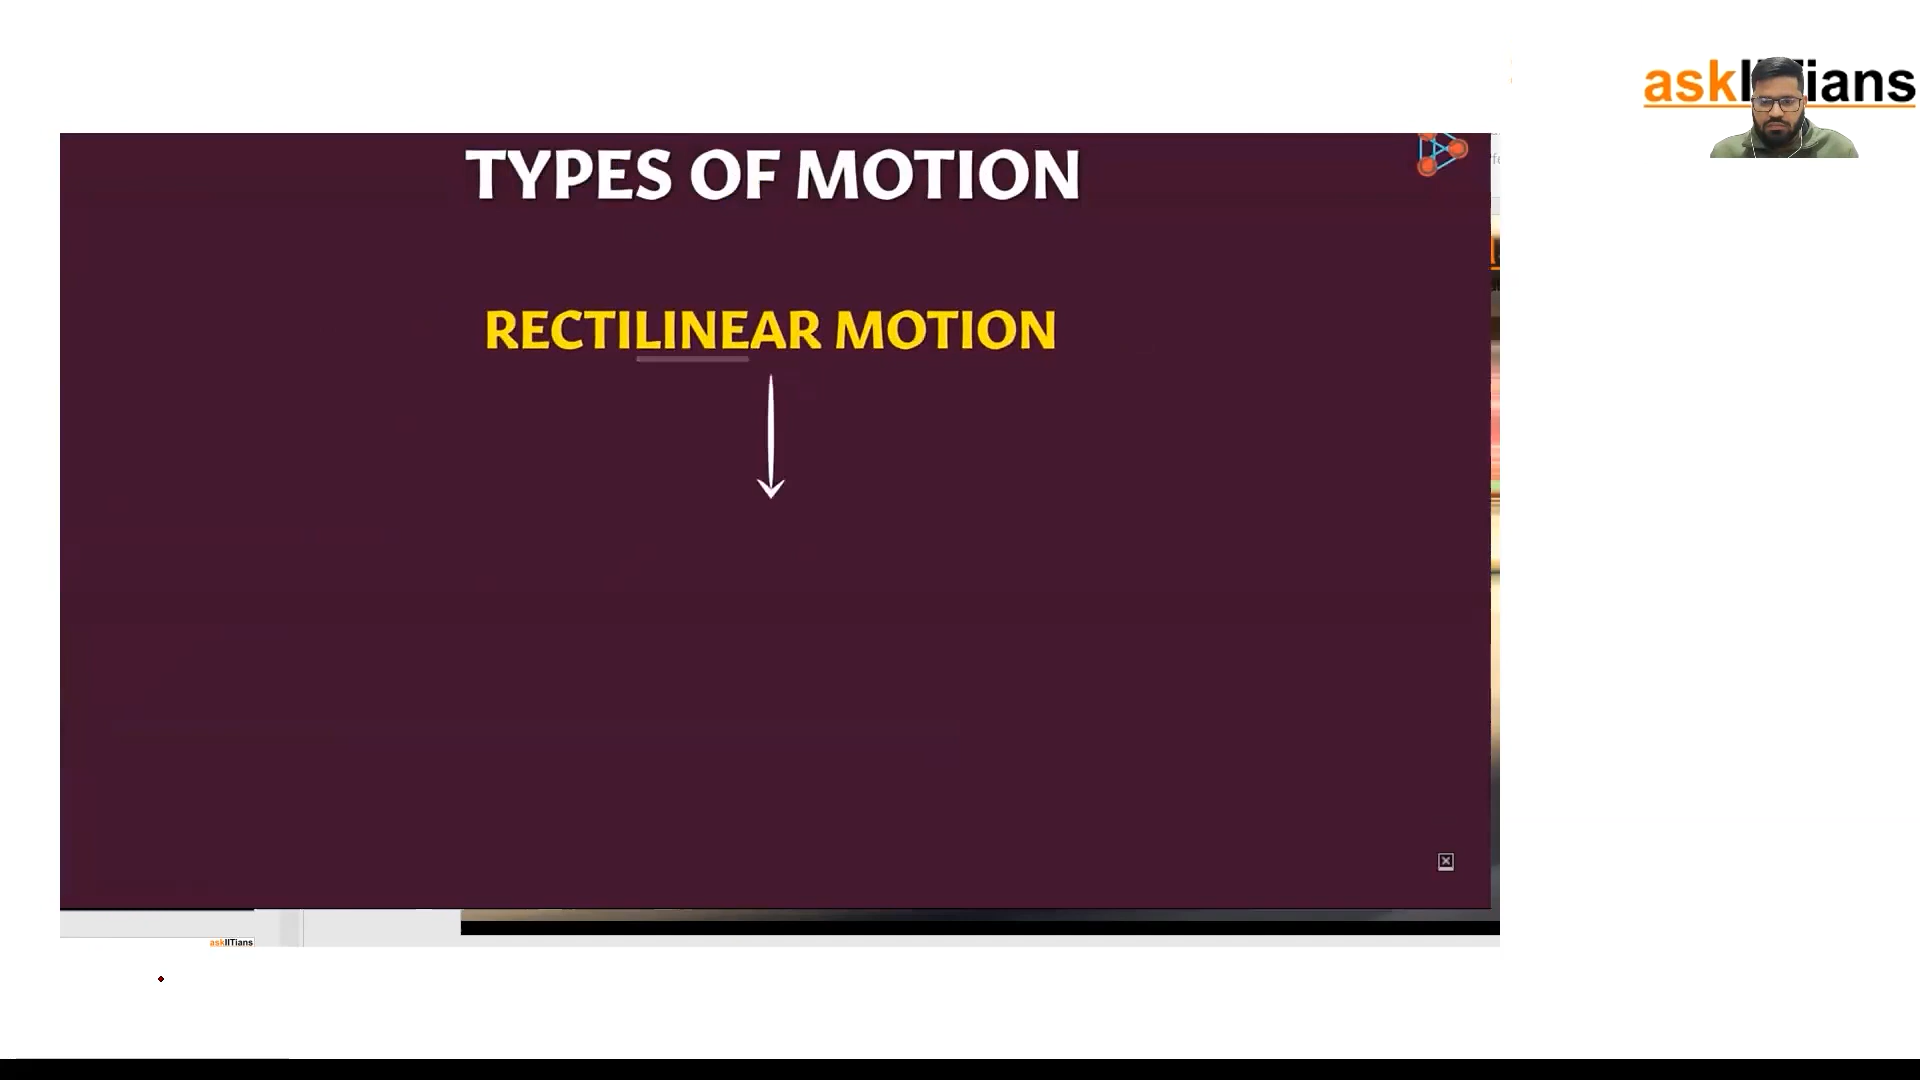 askIITians
TYPES OF MOTION
RECTILINEAR MOTION
askIITians